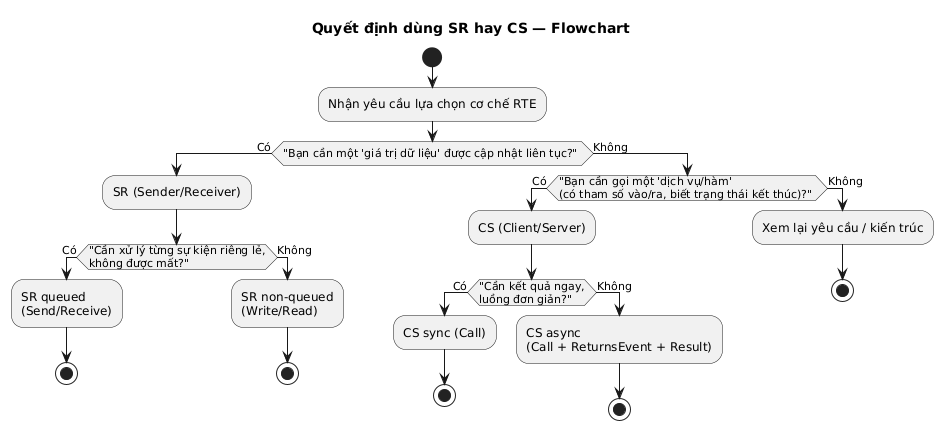 Quyết định dùng SR hay CS — Flowchart
Nhận yêu cầu lựa chọn cơ chế RTE
Có
"Bạn cần một 'giá trị dữ liệu' được cập nhật liên tục?"
Không
SR (Sender/Receiver)
Có
"Cần xử lý từng sự kiện riêng lẻ,
không được mất?"
Không
SR queued
(Send/Receive)
SR non-queued
(Write/Read)
Có
"Bạn cần gọi một 'dịch vụ/hàm'
(có tham số vào/ra, biết trạng thái kết thúc)?"
Không
CS (Client/Server)
Có
"Cần kết quả ngay,
luồng đơn giản?"
Không
CS sync (Call)
CS async
(Call + ReturnsEvent + Result)
Xem lại yêu cầu / kiến trúc